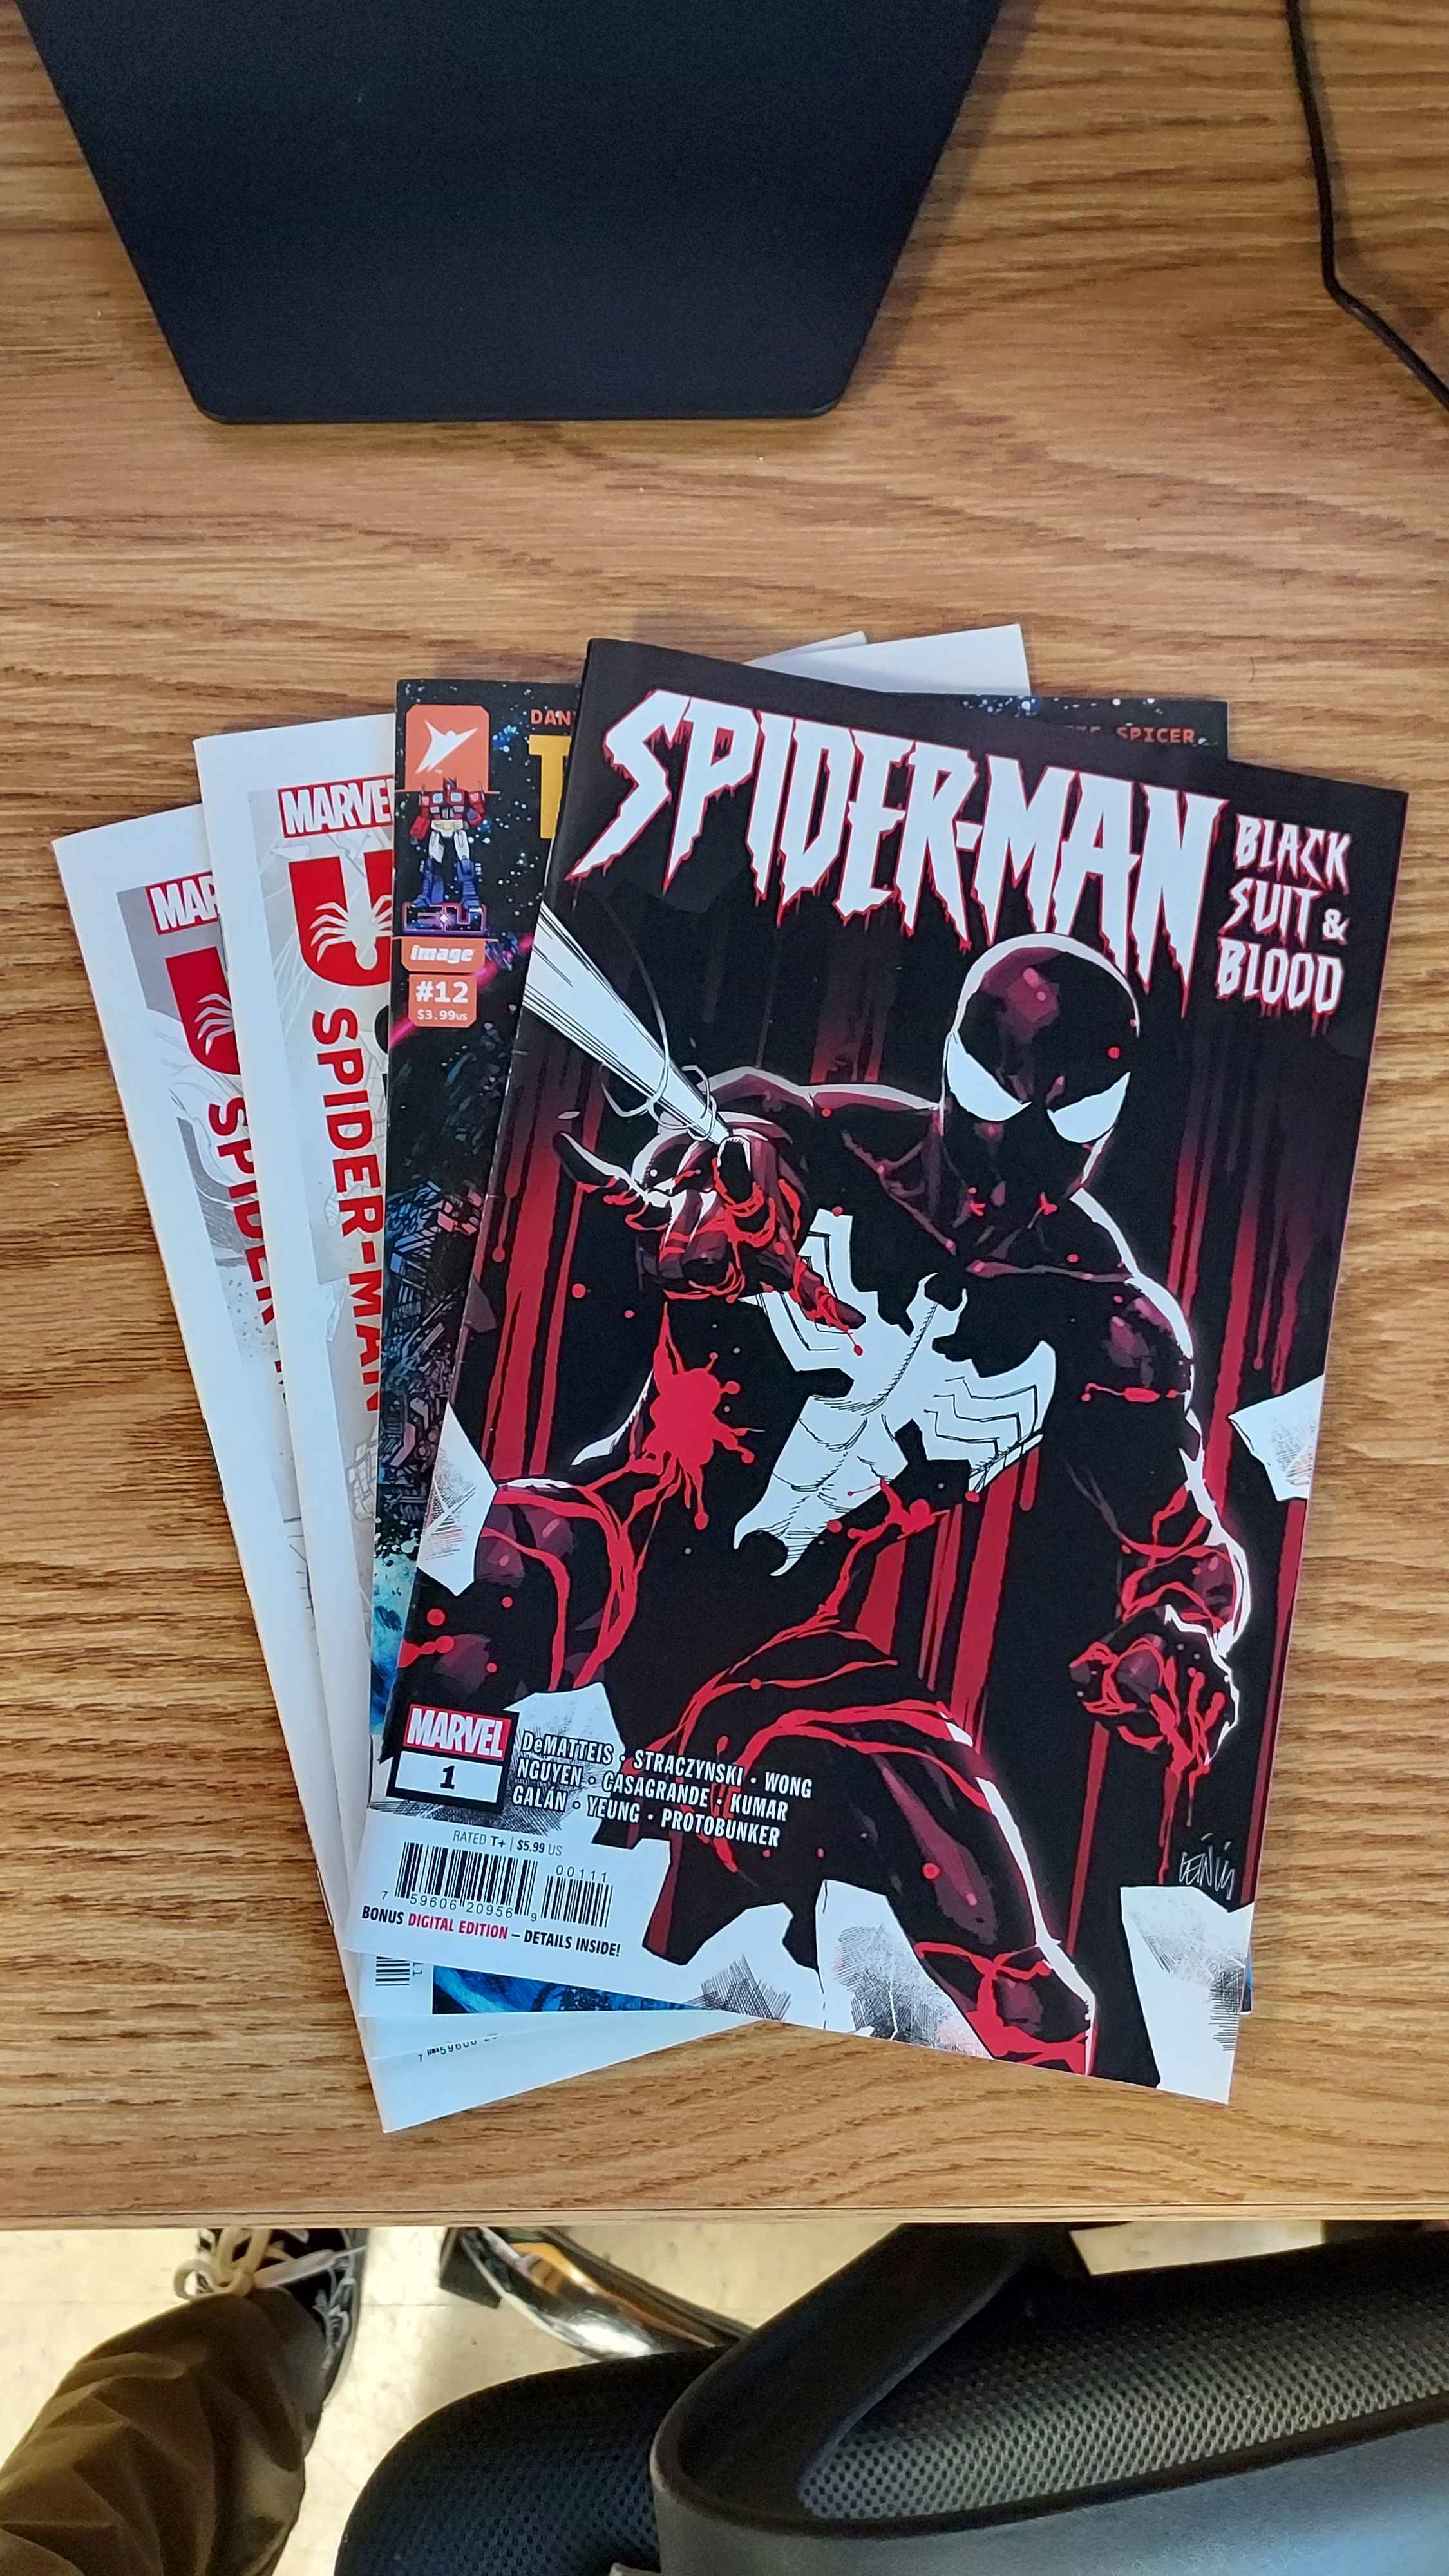 MARVEL
SPIDER-MAN
#12
$3.99us
image
SPICER
SPIDER-MAN
BLACK
SUIT &
BLOOD
MARVEL
1
DeMATTEIS • STRACZYNSKI • WONG
NGUYEN • CASAGRANDE • KUMAR
GALÁN • YEUNG • PROTOBUNKER
RATED T+ | $5.99 US
00111
7 59606 20956 9
BONUS DIGITAL EDITION – DETAILS INSIDE!